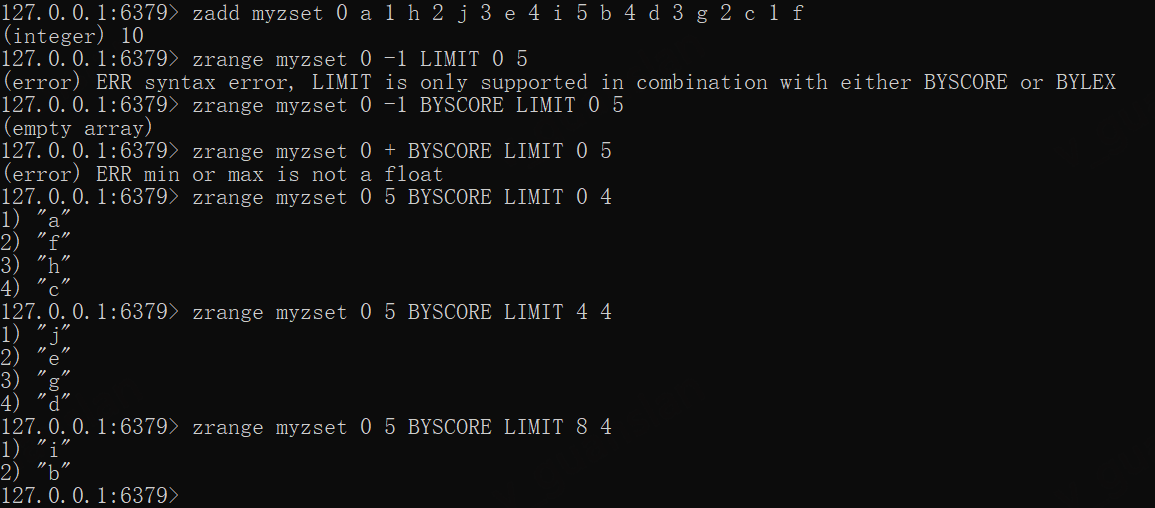 127.0.0.1:6379> zadd myzset 0 a 1 h 2 j 3 e 4 i 5 b 4 d 3 g 2 c 1 f
(integer) 10
127.0.0.1:6379> zrange myzset 0 -1 LIMIT 0 5
(error) ERR syntax error, LIMIT is only supported in combination with either BYSCORE or BYLEX
127.0.0.1:6379> zrange myzset 0 -1 BYSCORE LIMIT 0 5
(empty array)
127.0.0.1:6379> zrange myzset 0 + BYSCORE LIMIT 0 5
(error) ERR min or max is not a float
127.0.0.1:6379> zrange myzset 0 5 BYSCORE LIMIT 0 4
1) "a"
2) "f"
3) "h"
4) "c"
127.0.0.1:6379> zrange myzset 0 5 BYSCORE LIMIT 4 4
1) "j"
2) "e"
3) "g"
4) "d"
127.0.0.1:6379> zrange myzset 0 5 BYSCORE LIMIT 8 4
1) "i"
2) "b"
127.0.0.1:6379>